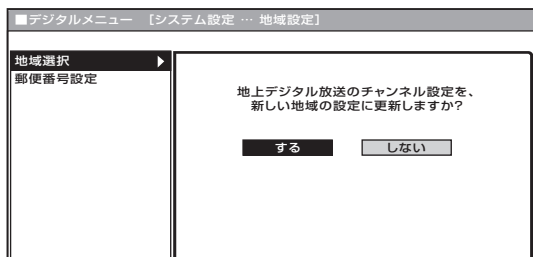 ■デジタルメニュー [システム設定 … 地域設定]
地域選択
郵便番号設定
地上デジタル放送のチャンネル設定を、
新しい地域の設定に更新しますか?
する しない